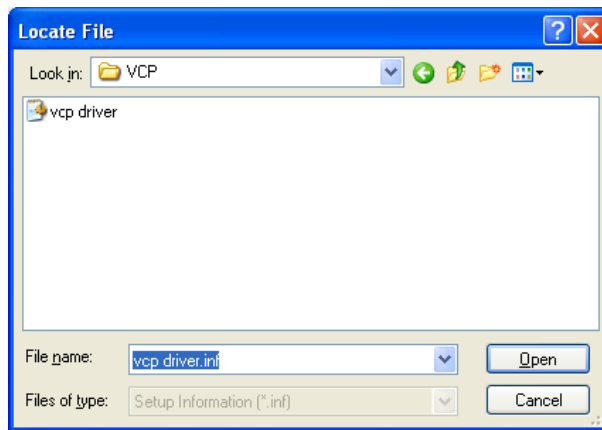 Locate File
Look in: VCP
vcp driver
File name: vcp driver.inf Open
Files of type: Setup Information (*.inf) Cancel